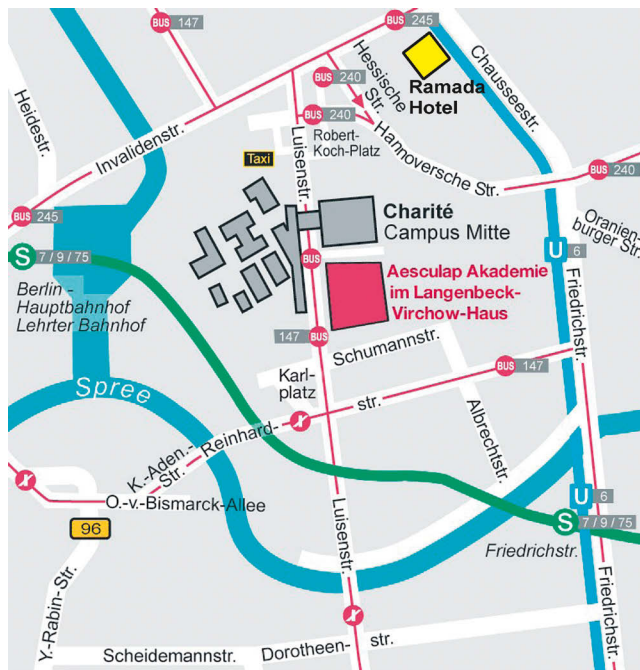 BUS 147
BUS 245
Heidestr.
Invalidenstr.
BUS 240
Hessische
Str.
Ramada
Hotel
Chausseestr.
BUS 240
Robert-
Koch-Platz
Hannoversche Str.
BUS 240
Taxi
Luisenstr.
BUS 245
S 7 / 9 / 75
Berlin -
Hauptbahnhof
Lehrter Bahnhof
Charité
Campus Mitte
Oranien-
burger Str.
U 6
BUS
Aesculap Akademie
im Langenbeck-
Virchow-Haus
Friedrichstr.
147 BUS
Schumannstr.
BUS 147
Karl-
platz
Spree
Reinhard-
str.
Albrechtstr.
K.-Aden.-
Str.
O.-v.-Bismarck-Allee
96
Luisenstr.
U 6
S 7 / 9 / 75
Friedrichstr.
Friedrichstr.
Y.-Rabin-Str.
Scheidemannstr.
Dorotheen-
str.